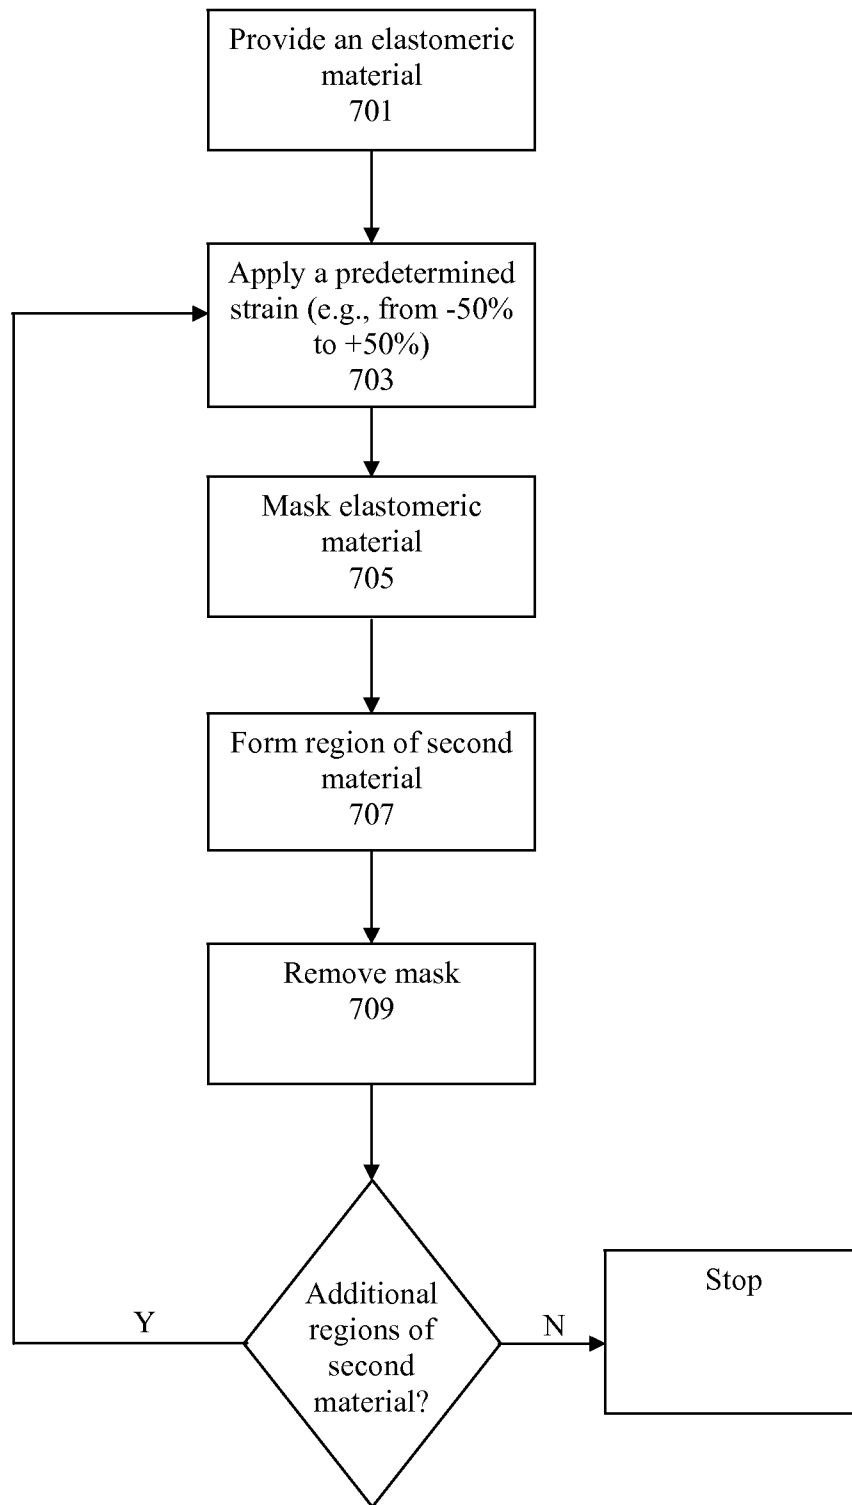 Provide an elastomeric
material
701
Apply a predetermined
strain (e.g., from -50%
to +50%)
703
Mask elastomeric
material
705
Form region of second
material
707
Remove mask
709
Additional
regions of
second
material?
Y
N
Stop